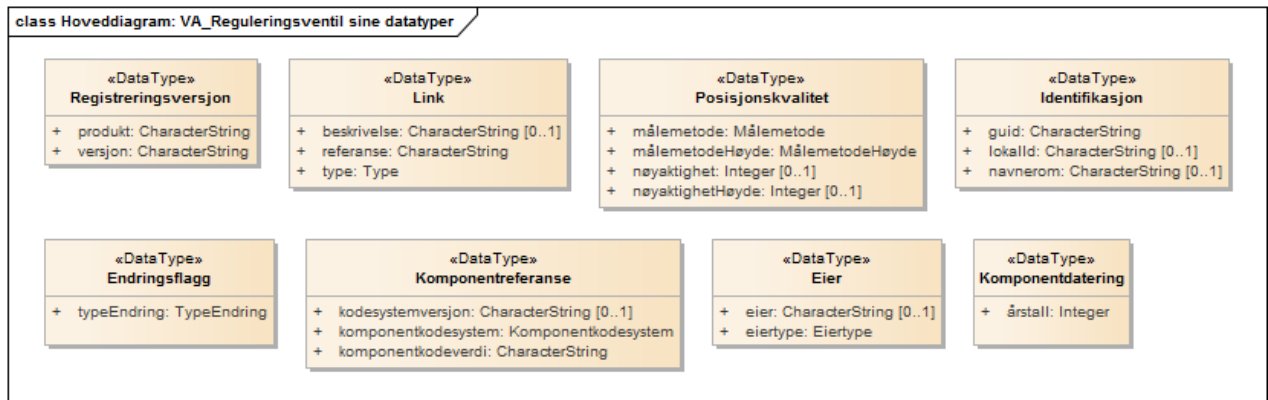 class Hoveddiagram: VA_Reguleringsventil sine datatyper
«DataType»
Registreringsversjon
+ produkt: CharacterString
+ versjon: CharacterString
«DataType»
Link
+ beskrivelse: CharacterString [0..1]
+ referanse: CharacterString
+ type: Type
«DataType»
Posisjonskvalitet
+ målemetode: Målemetode
+ målemetodeHøyde: MålemetodeHøyde
+ nøyaktighet: Integer [0..1]
+ nøyaktighetHøyde: Integer [0..1]
«DataType»
Identifikasjon
+ guid: CharacterString
+ lokalId: CharacterString [0..1]
+ navnerom: CharacterString [0..1]
«DataType»
Endringsflagg
+ typeEndring: TypeEndring
«DataType»
Komponentreferanse
+ kodesystemversjon: CharacterString [0..1]
+ komponentkodesystem: Komponentkodesystem
+ komponentkodeverdi: CharacterString
«DataType»
Eier
+ eier: CharacterString [0..1]
+ eiertype: Eiertype
«DataType»
Komponentdatering
+ årstall: Integer